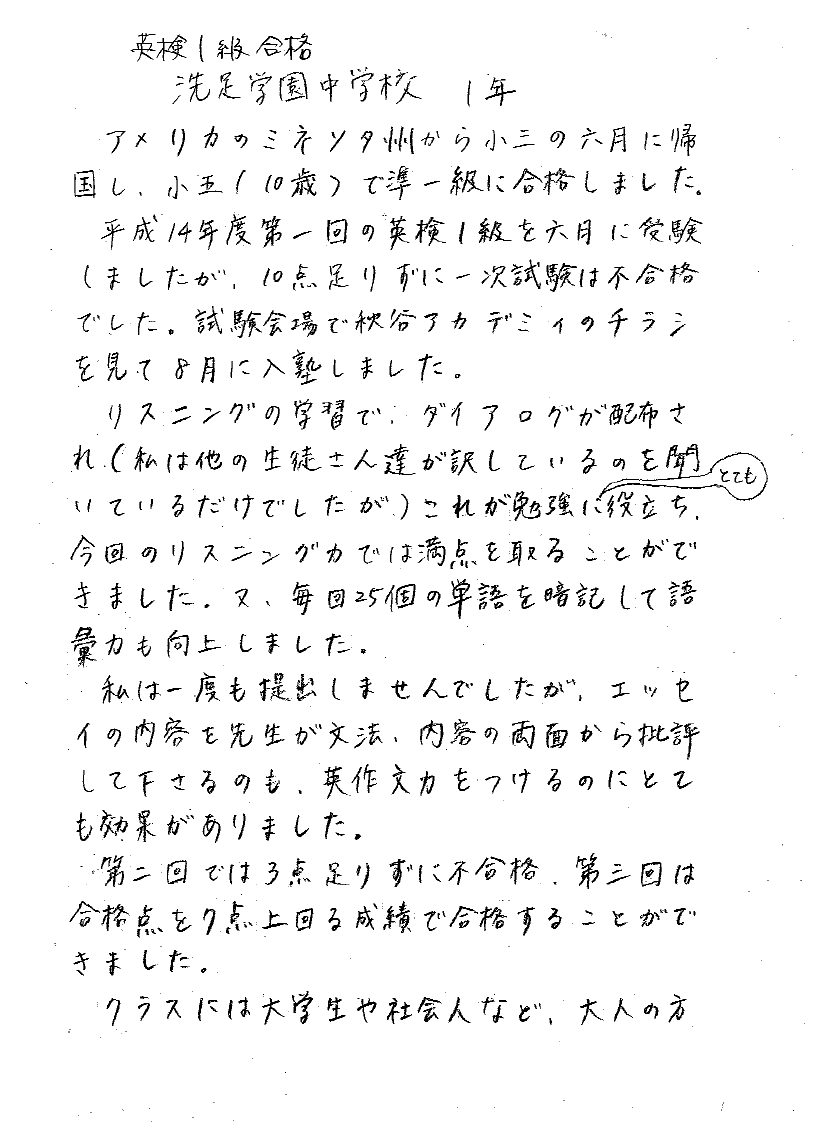 英検1級合格
洗足学園中学校 1年
アメリカのミネソタ州から小三の六月に帰
国し、小五(10歳)で準一級に合格しました。
平成14年度第一回の英検1級を六月に受験
しましたが、10点足りずに一次試験は不合格
でした。試験会場で秋谷アカデミィのチラシ
を見て8月に入塾しました。
リスニングの学習で、ダイアログが配布さ
れ(私は他の生徒さん達が訳しているのを聞
いているだけでしたが)これが勉強にとても役立ち、
今回のリスニング力では満点を取ることがで
きました。又、毎回25個の単語を暗記して語
彙力も向上しました。
私は一度も提出しませんでしたが、エッセ
イの内容を先生が文法、内容の両面から批評
して下さるのも、英作文力をつけるのにとて
も効果がありました。
第二回では3点足りずに不合格、第三回は
合格点を7点上回る成績で合格することがで
きました。
クラスには大学生や社会人など、大人の方